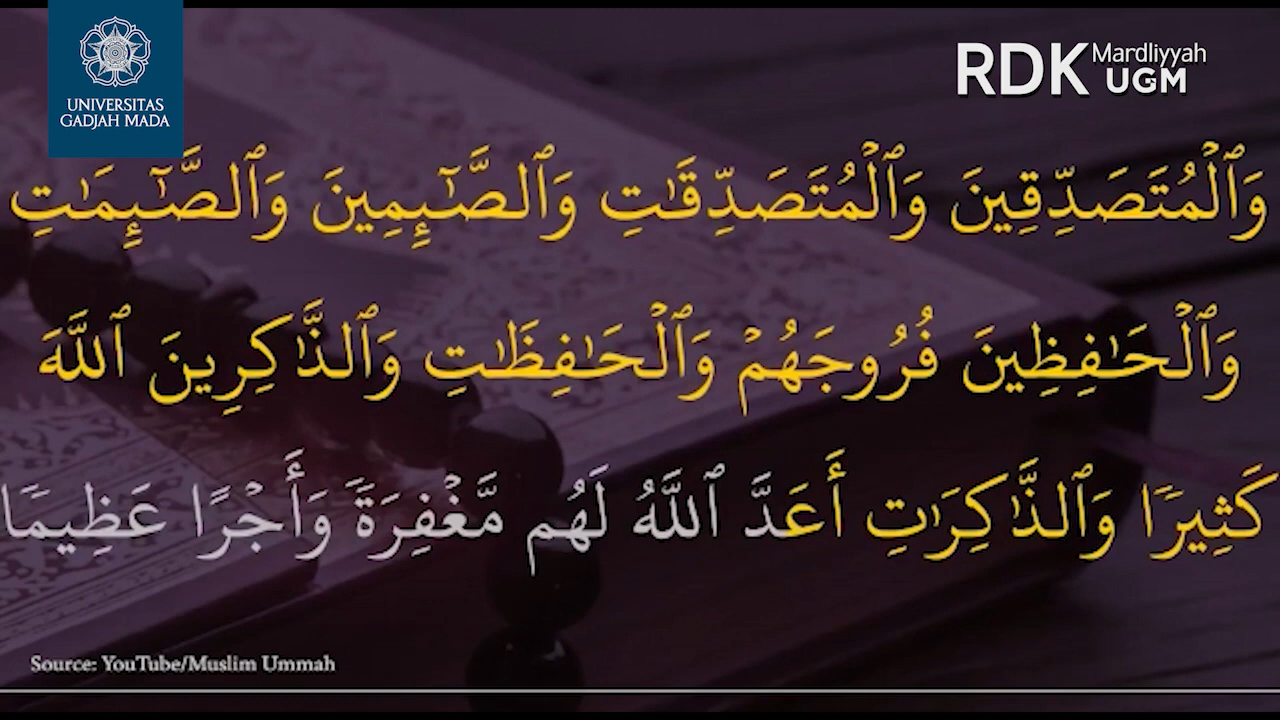 UNIVERSITAS
GADJAH MADA
RDK Mardliyyah
UGM
وَٱلْمُتَصَدِّقِينَ وَٱلْمُتَصَدِّقَـٰتِ وَٱلصَّـٰٓئِمِينَ وَٱلصَّـٰٓئِمَـٰتِ
وَٱلْحَـٰفِظِينَ فُرُوجَهُمْ وَٱلْحَـٰفِظَـٰتِ وَٱلذَّٰكِرِينَ ٱللَّهَ
كَثِيرًا وَٱلذَّٰكِرَٰتِ أَعَدَّ ٱللَّهُ لَهُم مَّغْفِرَةً وَأَجْرًا عَظِيمًا
Source: YouTube/Muslim Ummah